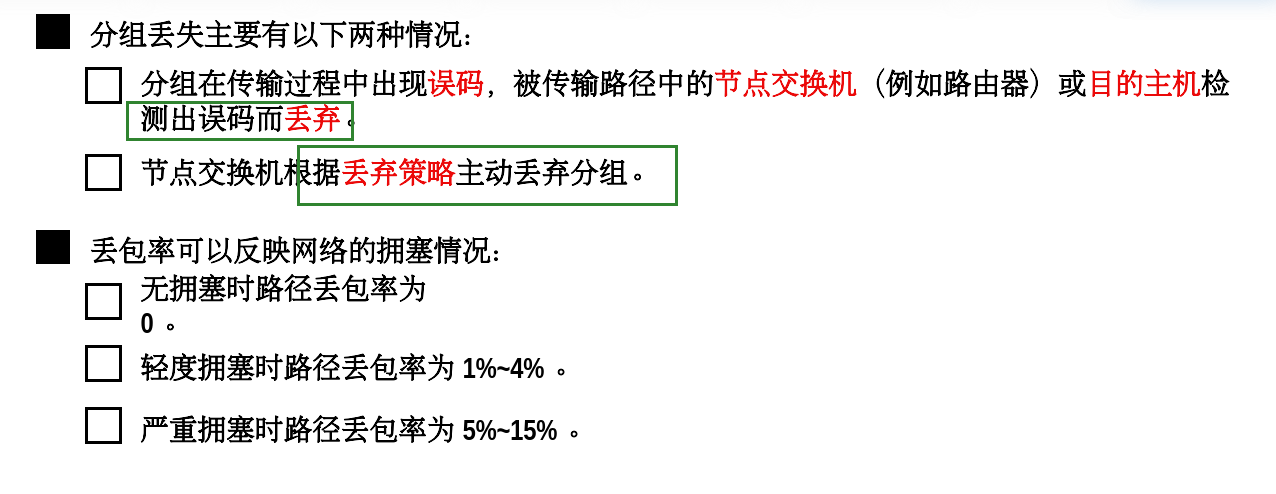 分组丢失主要有以下两种情况：
分组在传输过程中出现误码，被传输路径中的节点交换机（例如路由器）或目的主机检
测出误码而丢弃。
节点交换机根据丢弃策略主动丢弃分组。
丢包率可以反映网络的拥塞情况：
无拥塞时路径丢包率为
0 。
轻度拥塞时路径丢包率为 1%~4% 。
严重拥塞时路径丢包率为 5%~15% 。